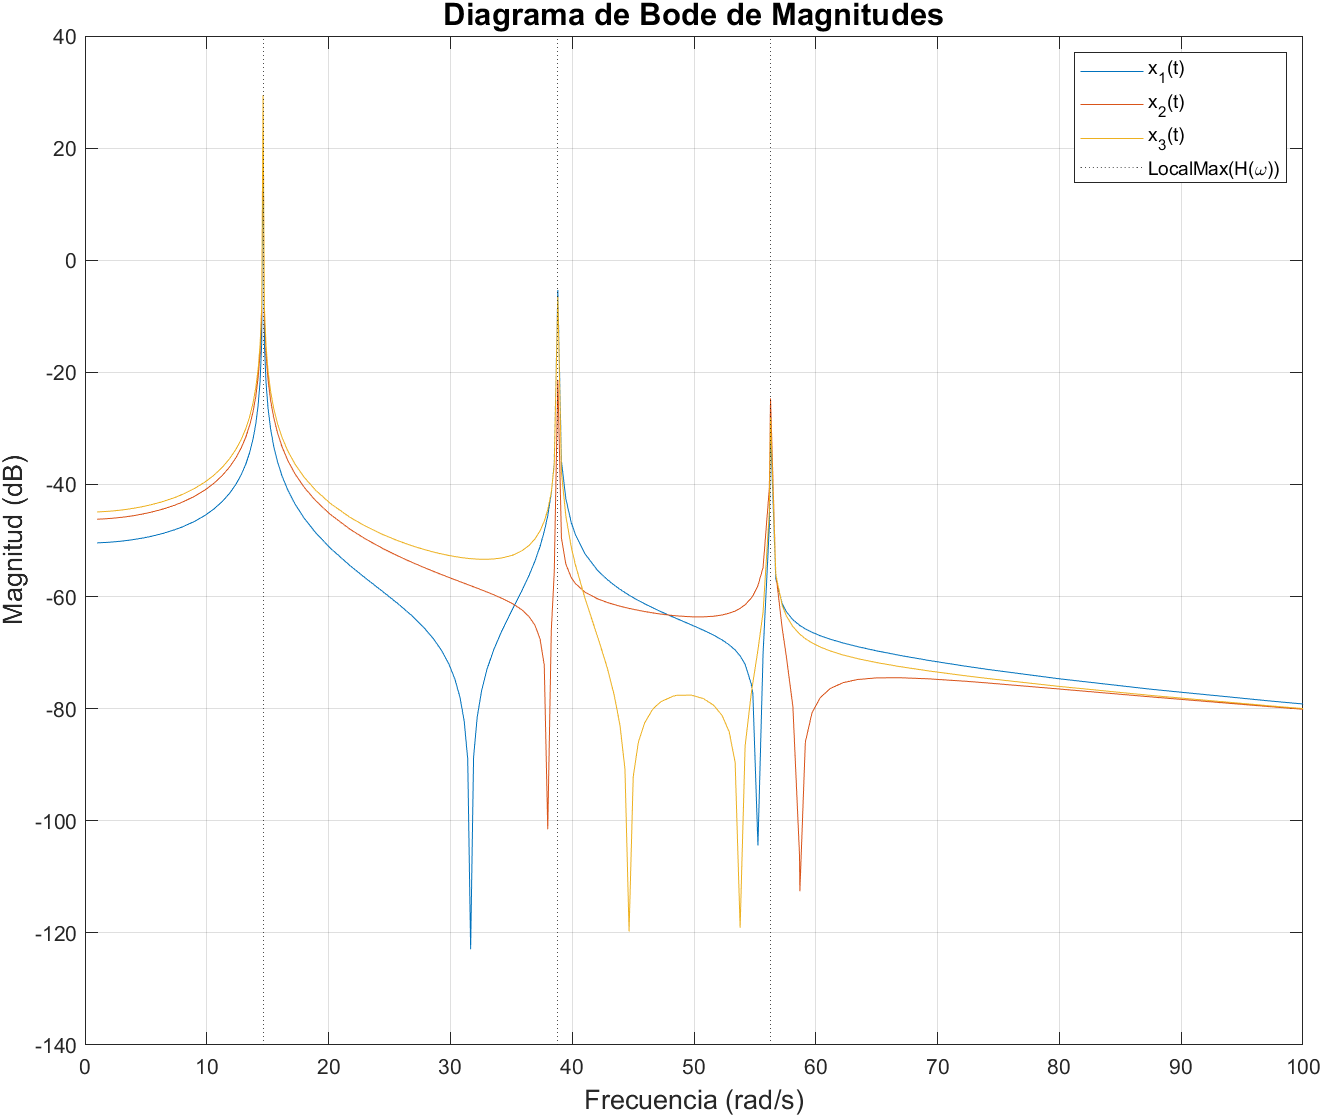 Diagrama de Bode de Magnitudes
40
20
0
-20
-40
-60
-80
-100
-120
-140
Magnitud (dB)
x1(t)
x2(t)
x3(t)
LocalMax(H(ω))
0 10 20 30 40 50 60 70 80 90 100
Frecuencia (rad/s)